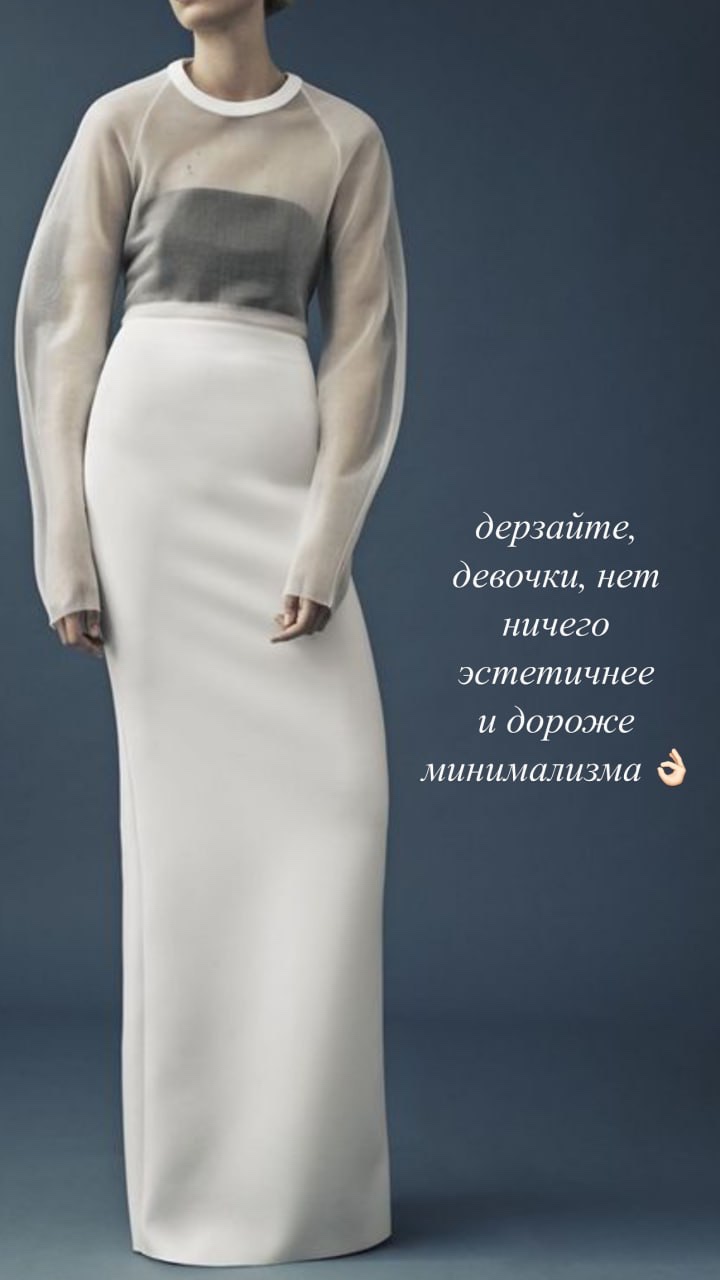 дерзайте,
девочки, нет
ничего
эстетичнее
и дороже
минимализма 👌🏻